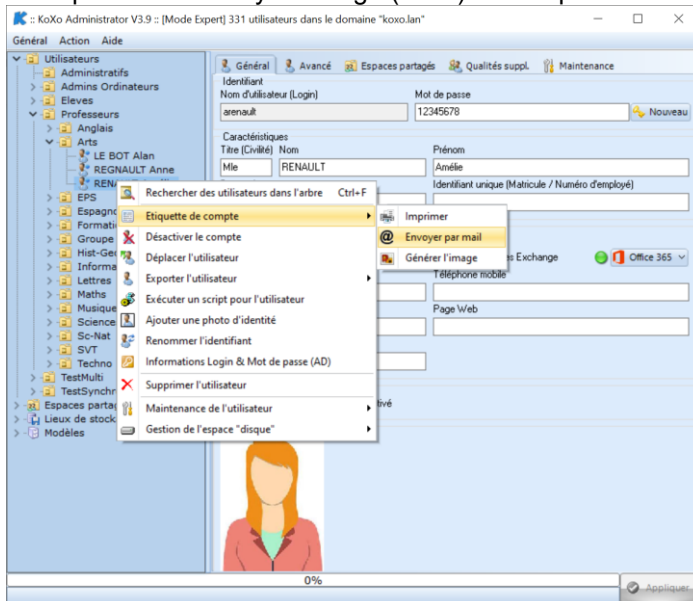 :: KoXo Administrator V3.9 :: [Mode Expert] 331 utilisateurs dans le domaine "koxo.lan"
Général Action Aide
Utilisateurs
Administratifs
Admins Ordinateurs
Eleves
Professeurs
Anglais
Arts
LE BOT Alan
REGNAULT Anne
EPS
Lettres
Maths
SVT
Techno
TestMulti
Modèles
Général Avancé Espaces partagés Qualités suppl. Maintenance
Identifiant
Nom d'utilisateur (Login) Mot de passe
arenault 12345678 Nouveau
Caractéristiques
Titre (Civilité) Nom Prénom
Mle RENAULT Amélie
Identifiant unique (Matricule / Numéro d'employé)
Exchange Office 365
Téléphone mobile
Page Web
Rechercher des utilisateurs dans l'arbre Ctrl+F
Etiquette de compte
Désactiver le compte
Déplacer l'utilisateur
Exporter l'utilisateur
Exécuter un script pour l'utilisateur
Ajouter une photo d'identité
Renommer l'identifiant
Informations Login & Mot de passe (AD)
Supprimer l'utilisateur
Maintenance de l'utilisateur
Gestion de l'espace "disque"
Imprimer
Envoyer par mail
Générer l'image
0%
Appliquer